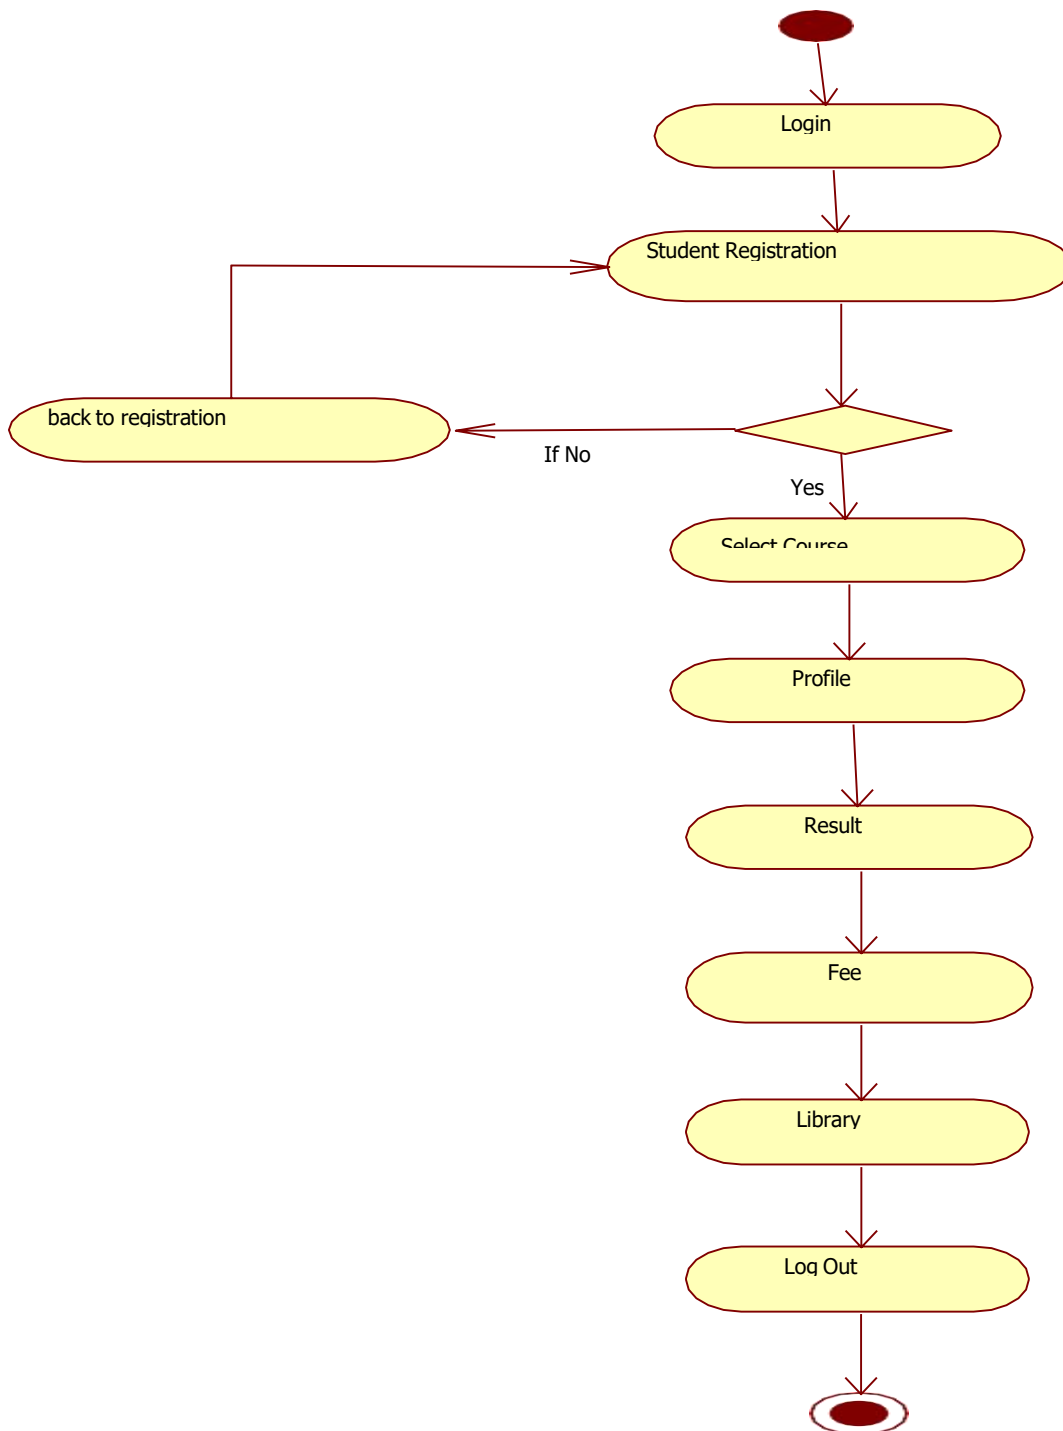 Login
Student Registration
back to registration
If No
Yes
Select Course
Profile
Result
Fee
Library
Log Out